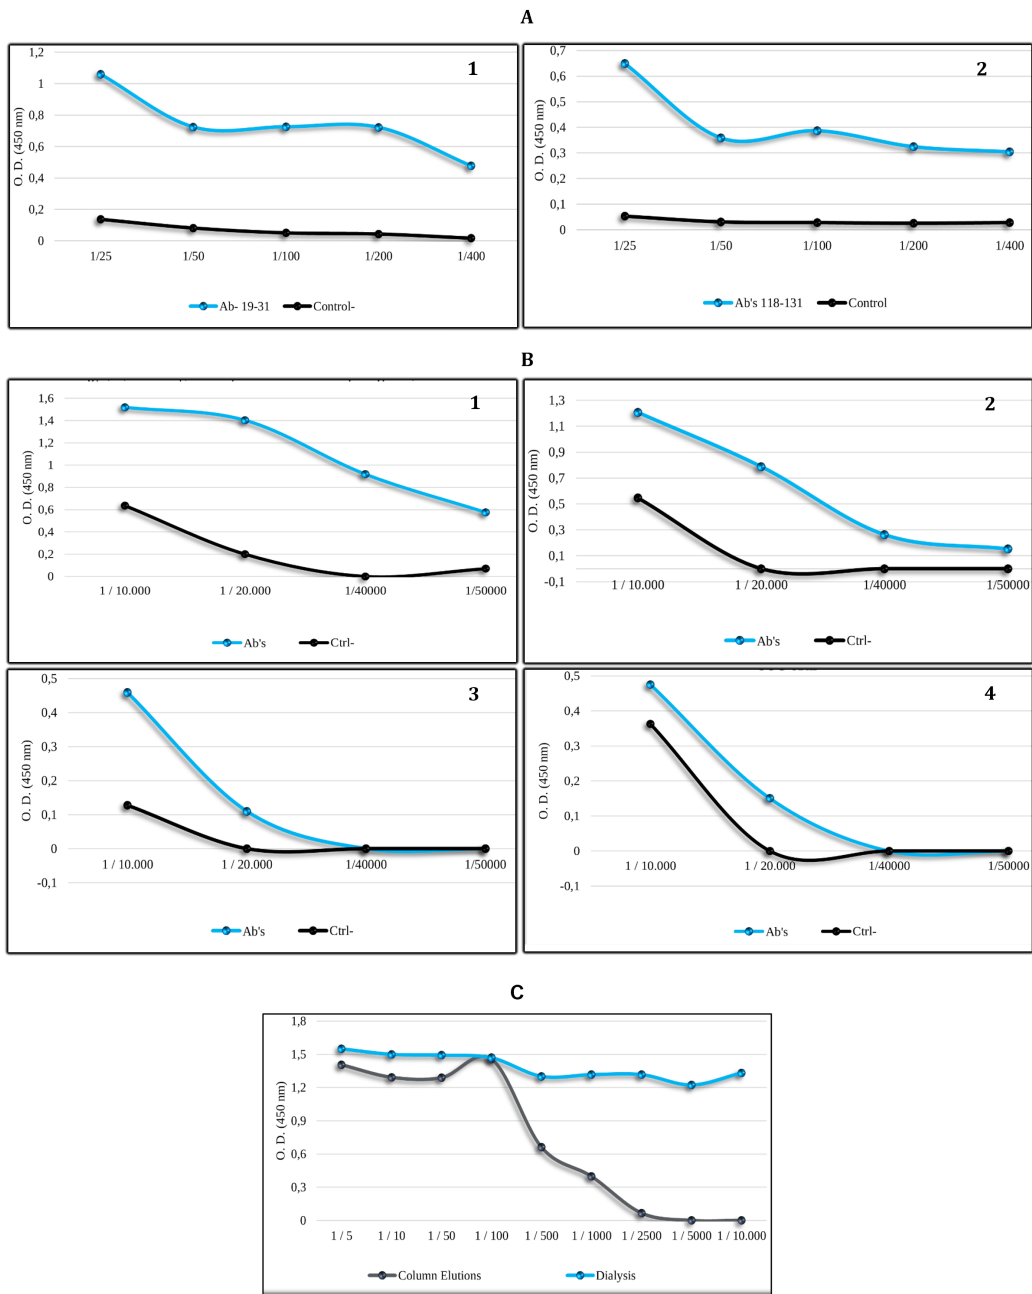 A
1
1,2
1
0,8
0,6
0,4
0,2
0
O. D. (450 nm)
1/25 1/50 1/100 1/200 1/400
Ab- 19-31 Control-
2
0,7
0,6
0,5
0,4
0,3
0,2
0,1
0
O. D. (450 nm)
1/25 1/50 1/100 1/200 1/400
Ab's 118-131 Control
B
1
1,6
1,4
1,2
1
0,8
0,6
0,4
0,2
0
O. D. (450 nm)
1 / 10.000 1 / 20.000 1/40000 1/50000
Ab's Ctrl-
2
1,3
1,1
0,9
0,7
0,5
0,3
0,1
-0,1
O. D. (450 nm)
1 / 10.000 1 / 20.000 1/40000 1/50000
Ab's Ctrl-
3
0,5
0,4
0,3
0,2
0,1
0
-0,1
O. D. (450 nm)
1 / 10.000 1 / 20.000 1/40000 1/50000
Ab's Ctrl-
4
0,5
0,4
0,3
0,2
0,1
0
-0,1
O. D. (450 nm)
1 / 10.000 1 / 20.000 1/40000 1/50000
Ab's Ctrl-
C
1,8
1,5
1,2
0,9
0,6
0,3
0
O. D. (450 nm)
1 / 5 1 / 10 1 / 50 1 / 100 1 / 500 1 / 1000 1 / 2500 1 / 5000 1 / 10.000
Column Elutions Dialysis